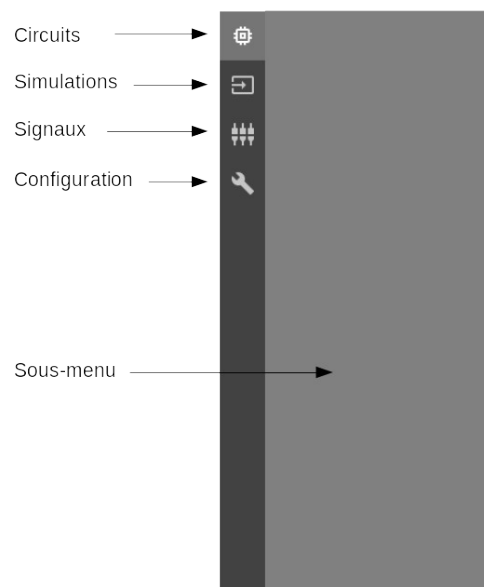 Circuits
Simulations
Signaux
Configuration
Sous-menu